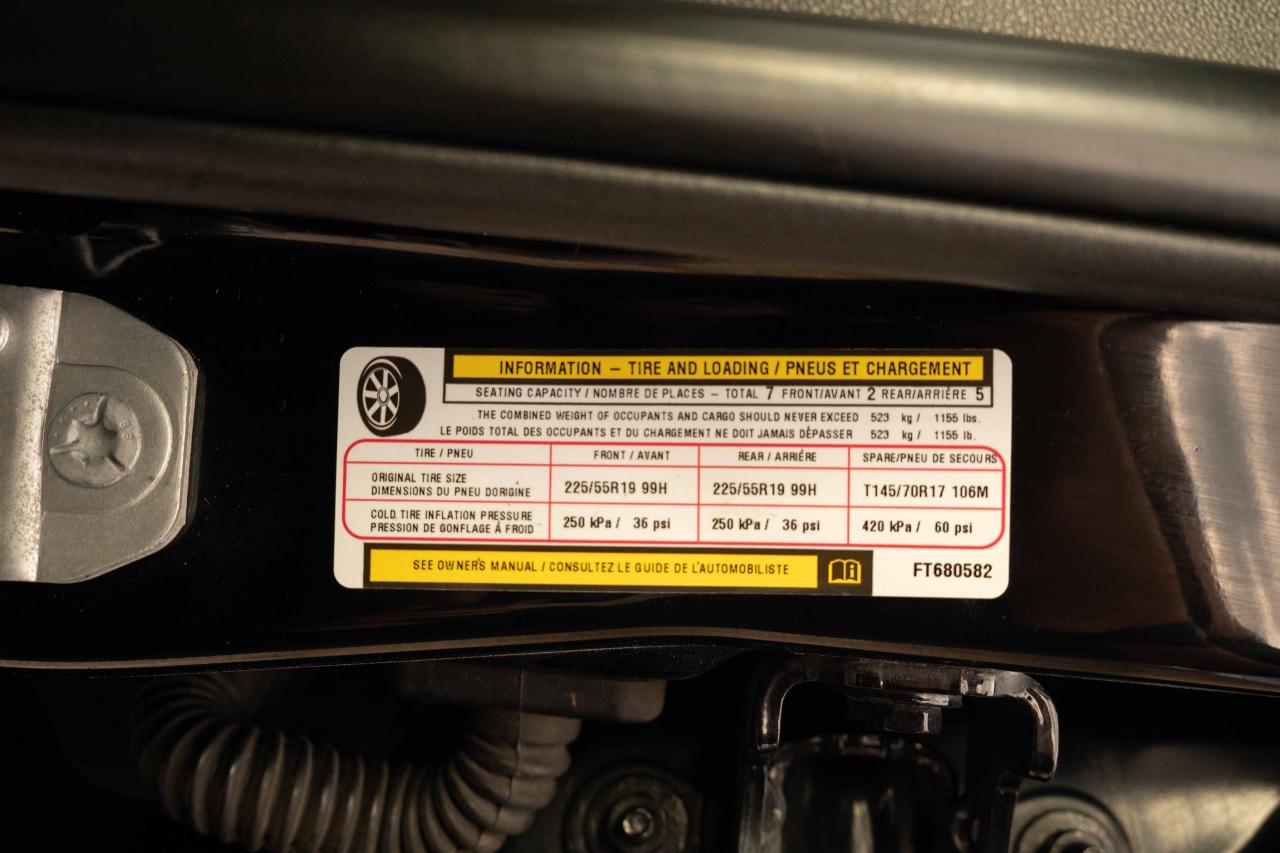 INFORMATION – TIRE AND LOADING / PNEUS ET CHARGEMENT
SEATING CAPACITY / NOMBRE DE PLACES – TOTAL 7 FRONT/AVANT 2 REAR/ARRIÈRE 5
THE COMBINED WEIGHT OF OCCUPANTS AND CARGO SHOULD NEVER EXCEED 523 kg / 1155 lbs.
LE POIDS TOTAL DES OCCUPANTS ET DU CHARGEMENT NE DOIT JAMAIS DÉPASSER 523 kg / 1155 lb.
TIRE / PNEU FRONT / AVANT REAR / ARRIÉRE SPARE/PNEU DE SECOURS
ORIGINAL TIRE SIZE
DIMENSIONS DU PNEU DORIGINE 225/55R19 99H 225/55R19 99H T145/70R17 106M
COLD TIRE INFLATION PRESSURE
PRESSION DE GONFLAGE Á FROID 250 kPa / 36 psi 250 kPa / 36 psi 420 kPa / 60 psi
SEE OWNER'S MANUAL / CONSULTEZ LE GUIDE DE L'AUTOMOBILISTE
FT680582